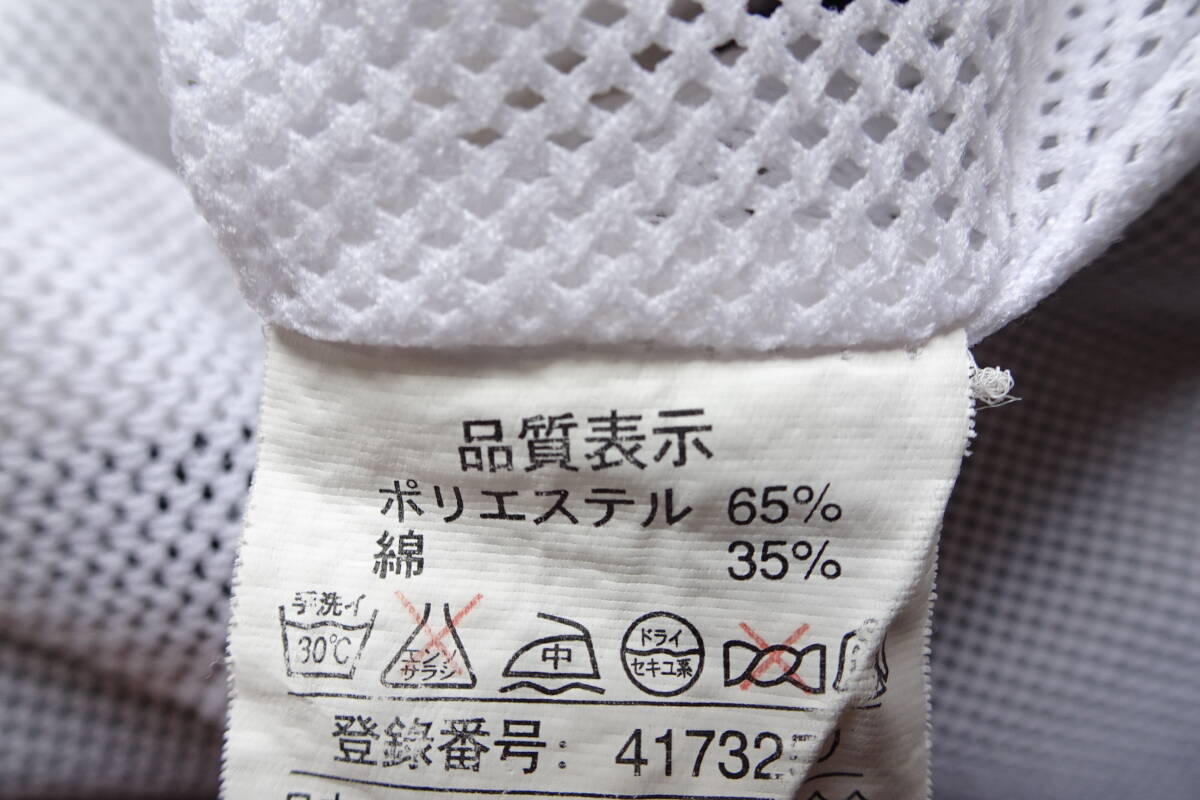 品質表示
ポリエステル 65%
綿 35%
手洗イ
30℃
エンソ
サラシ
中
ドライ
セキユ系
登録番号: 41732